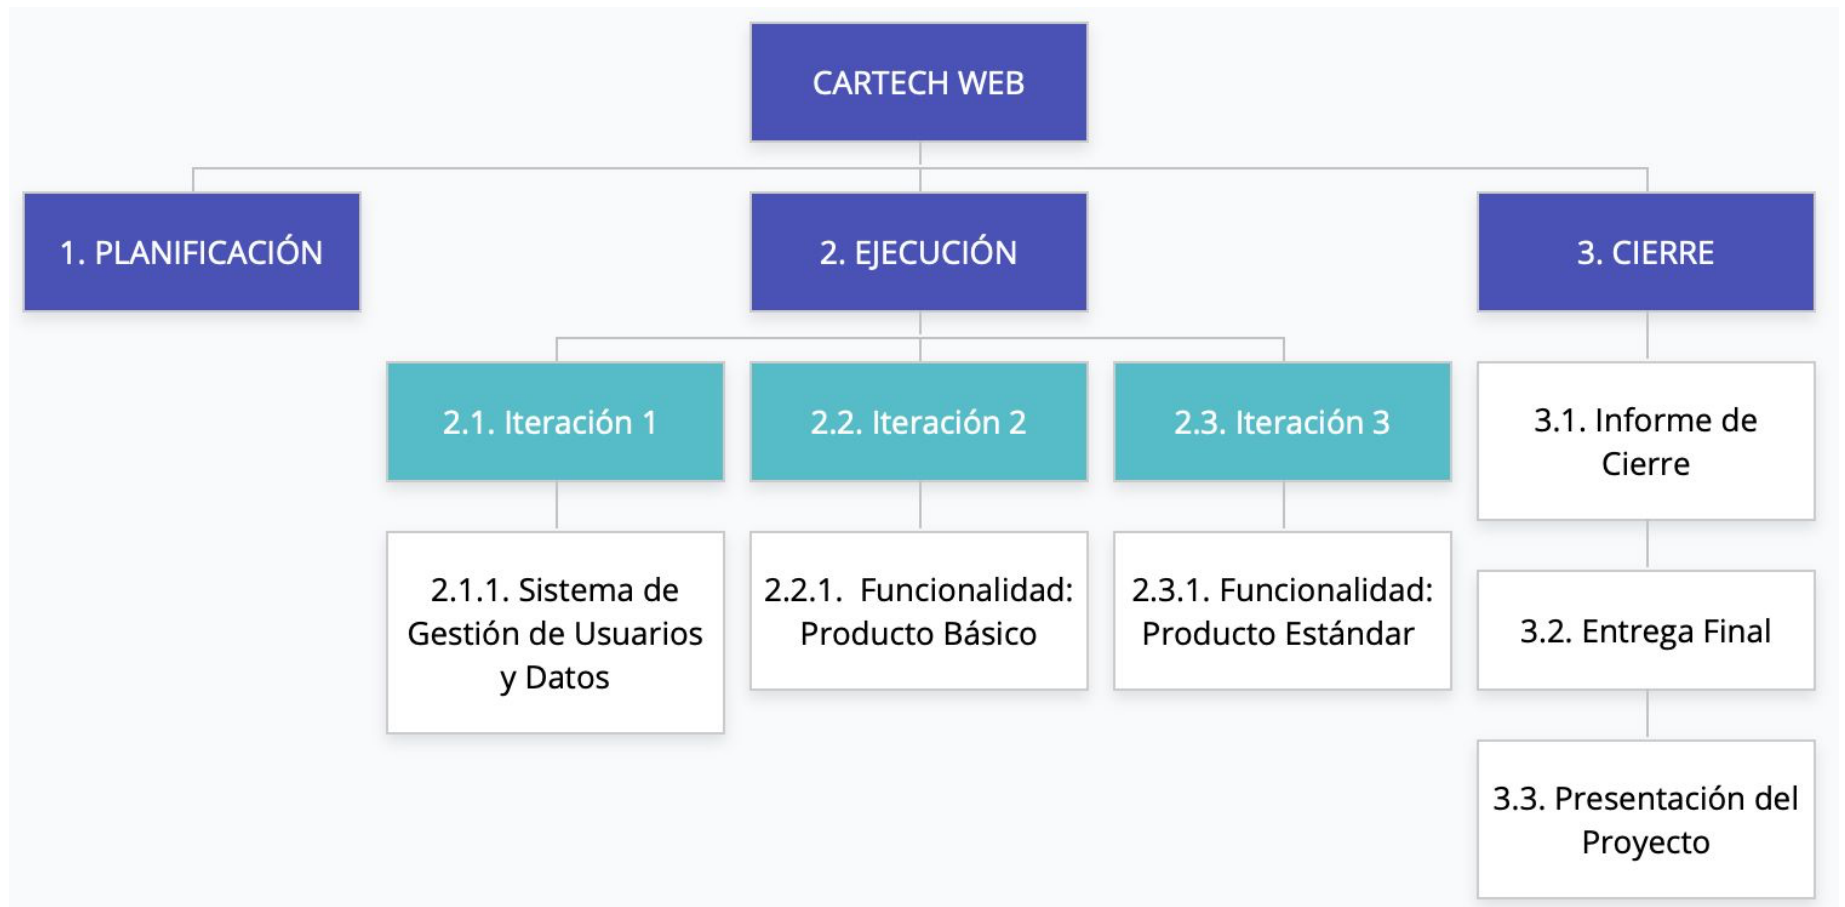 CARTECH WEB
1. PLANIFICACIÓN
2. EJECUCIÓN
3. CIERRE
2.1. Iteración 1
2.2. Iteración 2
2.3. Iteración 3
3.1. Informe de
Cierre
2.1.1. Sistema de
Gestión de Usuarios
y Datos
2.2.1. Funcionalidad:
Producto Básico
2.3.1. Funcionalidad:
Producto Estándar
3.2. Entrega Final
3.3. Presentación del
Proyecto